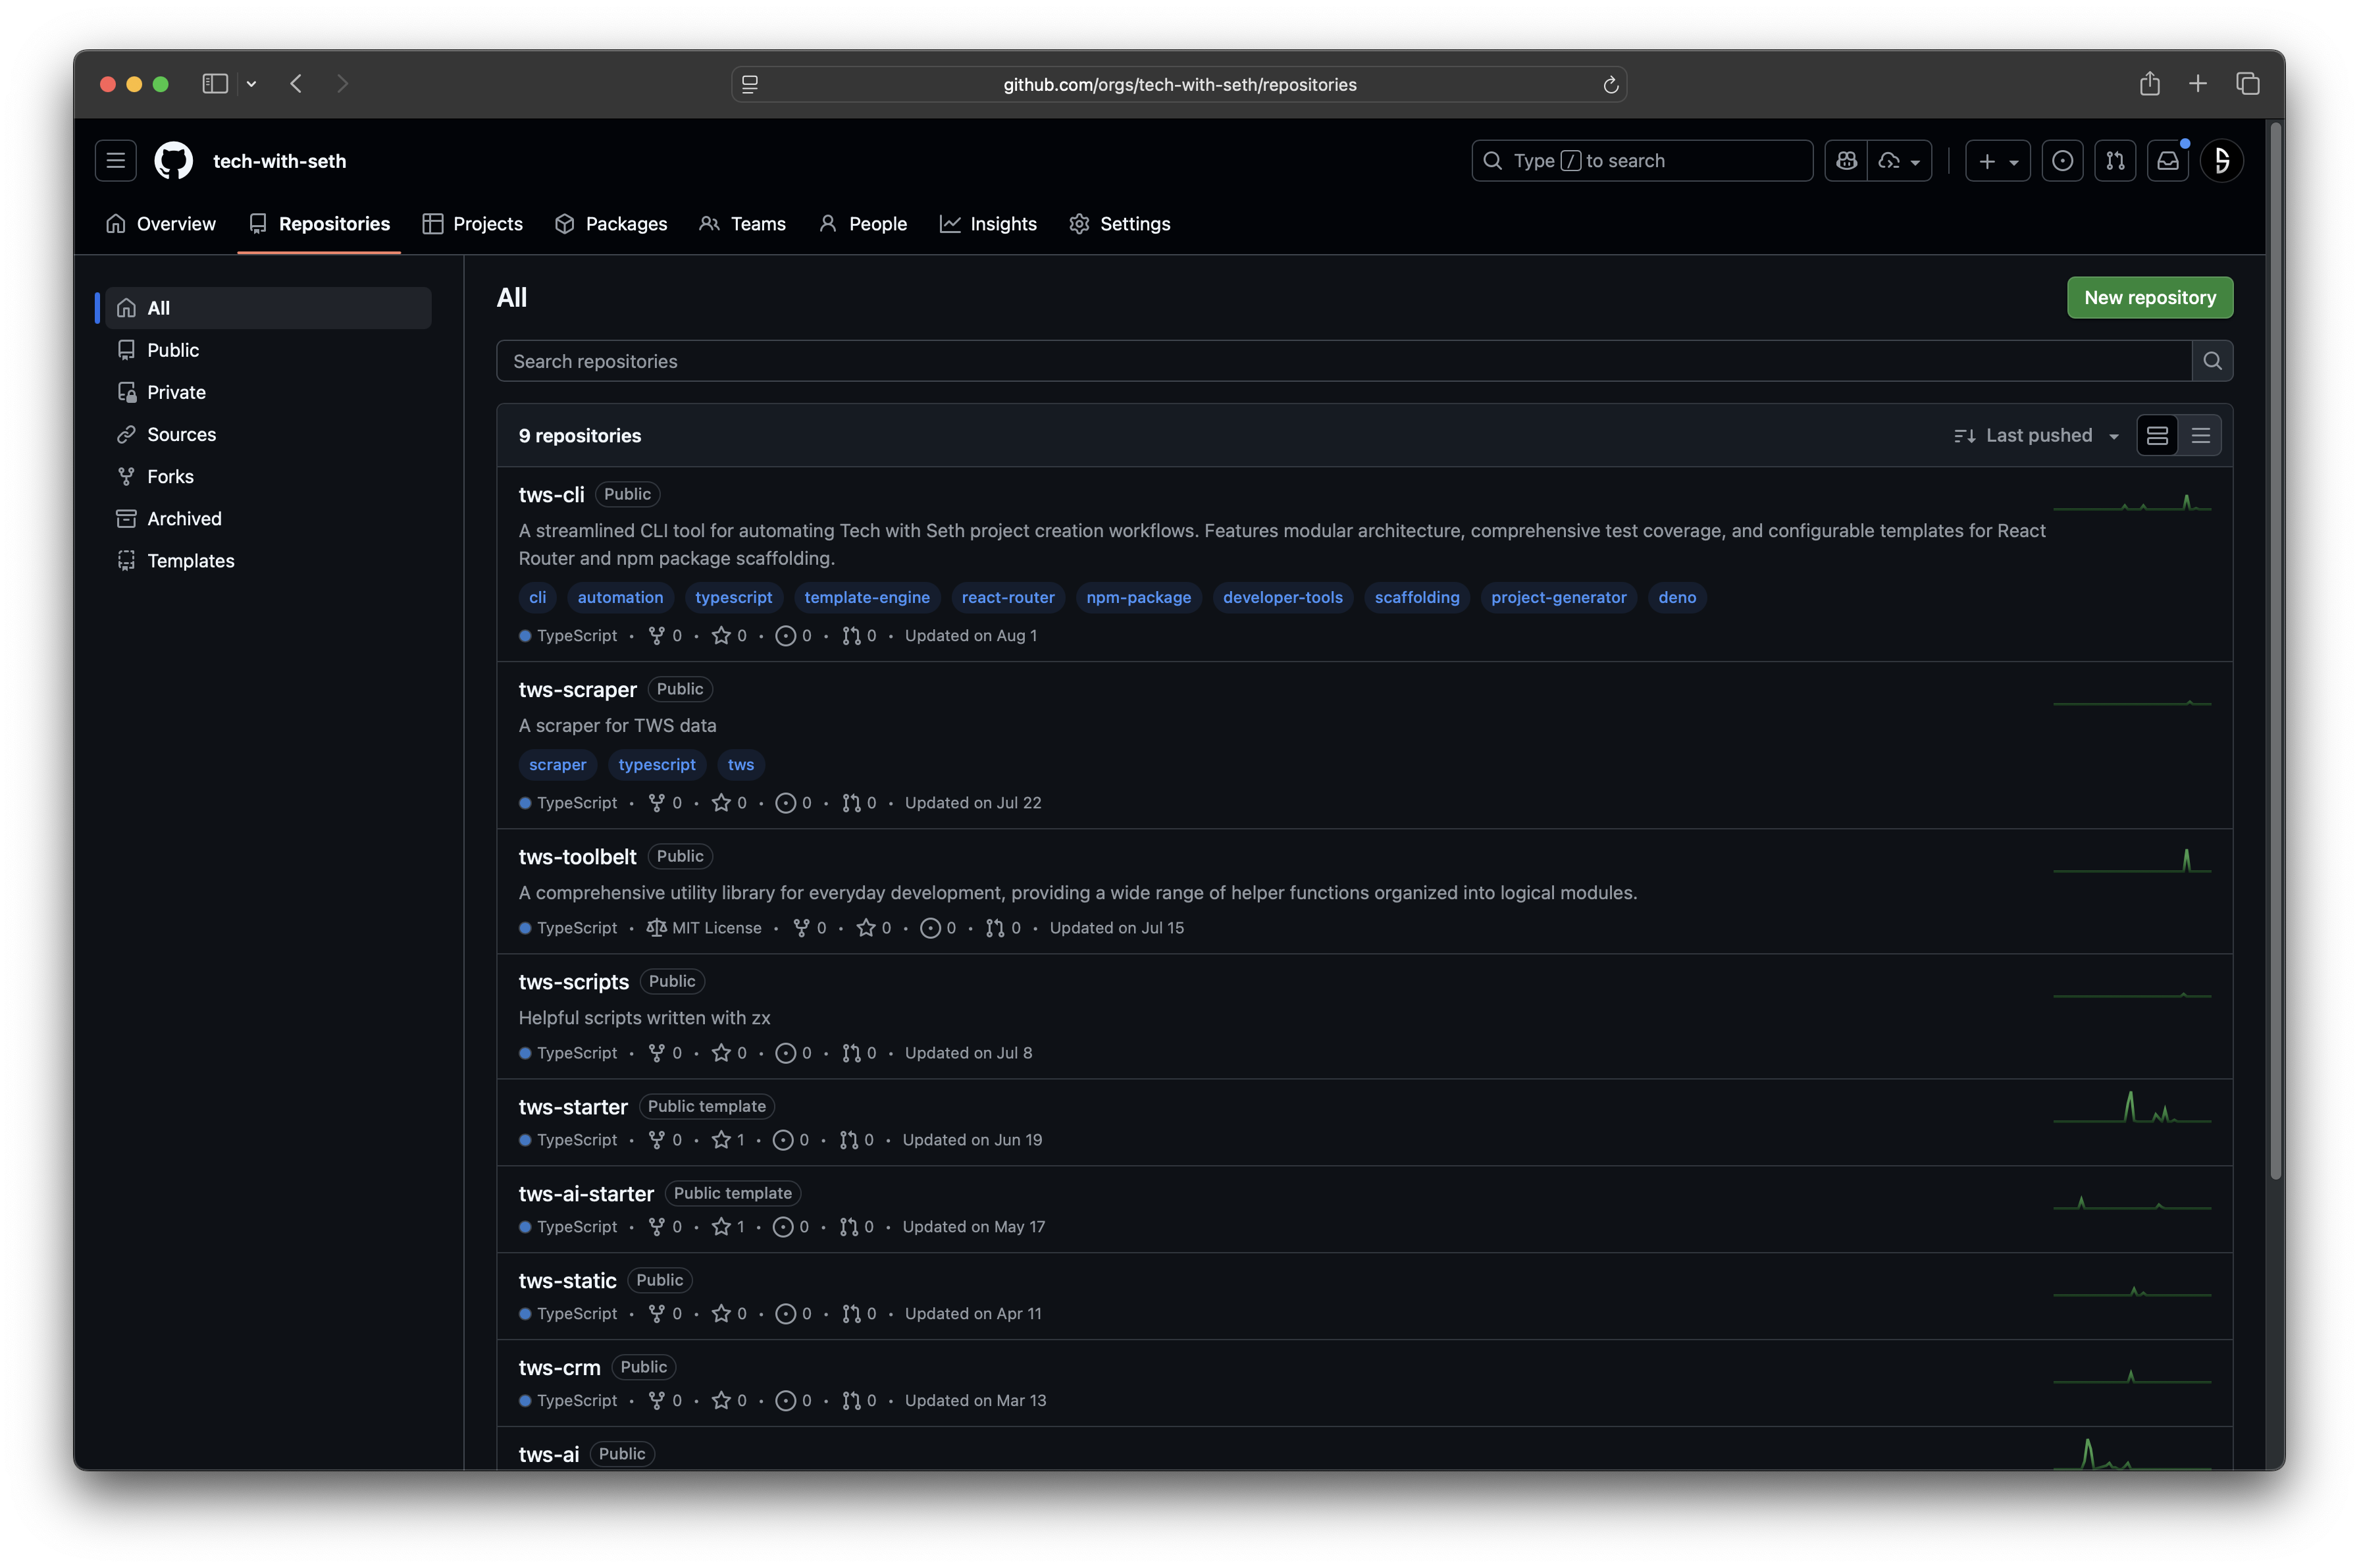 github.com/orgs/tech-with-seth/repositories
tech-with-seth
Type / to search
Overview Repositories Projects Packages Teams People Insights Settings
All
Public
Private
Sources
Forks
Archived
Templates
All
New repository
Search repositories
9 repositories
Last pushed
tws-cli Public
A streamlined CLI tool for automating Tech with Seth project creation workflows. Features modular architecture, comprehensive test coverage, and configurable templates for React
Router and npm package scaffolding.
cli automation typescript template-engine react-router npm-package developer-tools scaffolding project-generator deno
TypeScript • 0 • 0 • 0 • 0 • Updated on Aug 1
tws-scraper Public
A scraper for TWS data
scraper typescript tws
TypeScript • 0 • 0 • 0 • 0 • Updated on Jul 22
tws-toolbelt Public
A comprehensive utility library for everyday development, providing a wide range of helper functions organized into logical modules.
TypeScript • MIT License • 0 • 0 • 0 • 0 • Updated on Jul 15
tws-scripts Public
Helpful scripts written with zx
TypeScript • 0 • 0 • 0 • 0 • Updated on Jul 8
tws-starter Public template
TypeScript • 0 • 1 • 0 • 0 • Updated on Jun 19
tws-ai-starter Public template
TypeScript • 0 • 1 • 0 • 0 • Updated on May 17
tws-static Public
TypeScript • 0 • 0 • 0 • 0 • Updated on Apr 11
tws-crm Public
TypeScript • 0 • 0 • 0 • 0 • Updated on Mar 13
tws-ai Public